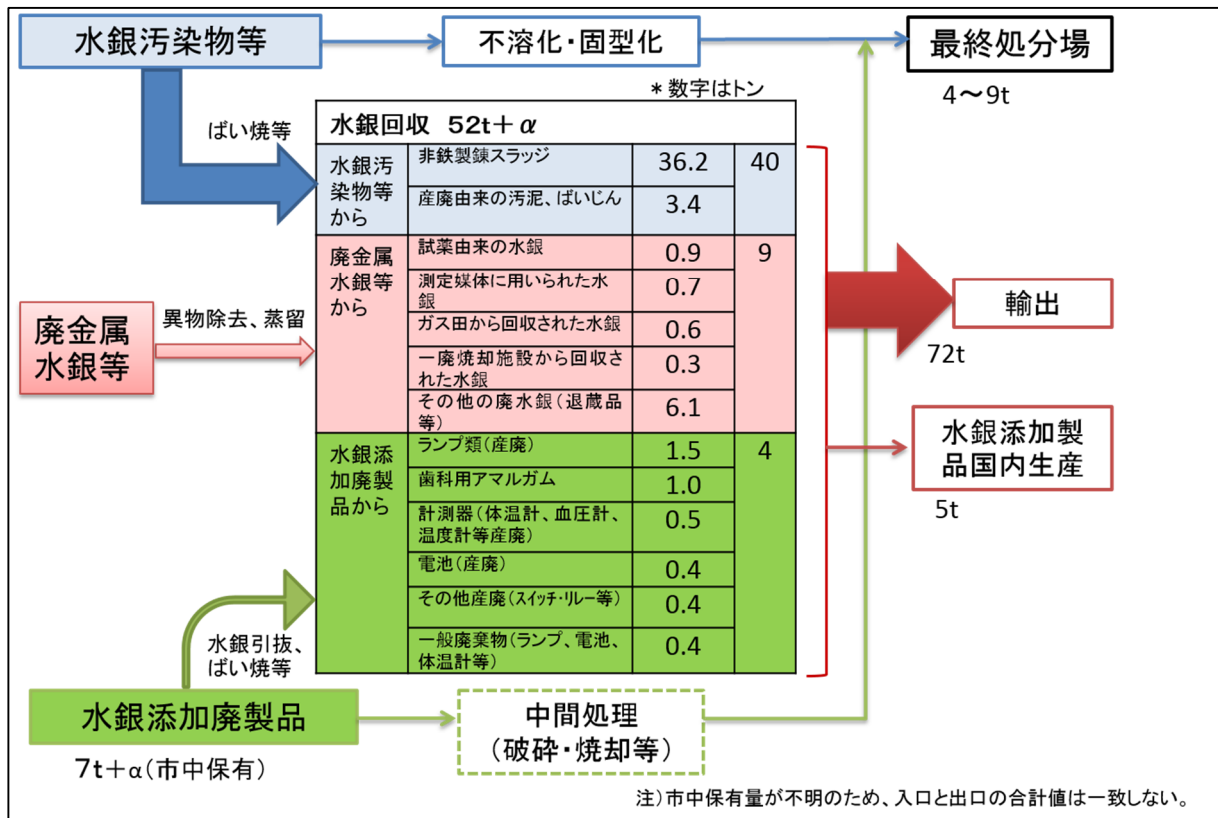 水銀汚染物等
不溶化・固型化
最終処分場
4～9t
＊数字はトン
ばい焼等
水銀回収 52t＋α
水銀汚
染物等
から
非鉄製錬スラッジ
36.2
40
産廃由来の汚泥、ばいじん
3.4
廃金属
水銀等
から
試薬由来の水銀
0.9
9
測定媒体に用いられた水
銀
0.7
ガス田から回収された水銀
0.6
一廃焼却施設から回収さ
れた水銀
0.3
その他の廃水銀（退蔵品
等）
6.1
水銀添
加廃製
品から
ランプ類（産廃）
1.5
4
歯科用アマルガム
1.0
計測器（体温計、血圧計、
温度計等産廃）
0.5
電池（産廃）
0.4
その他産廃（スイッチ・リレー等）
0.4
一般廃棄物（ランプ、電池、
体温計等）
0.4
廃金属
水銀等
異物除去、蒸留
輸出
72t
水銀添加製
品国内生産
5t
水銀引抜、
ばい焼等
水銀添加廃製品
7t＋α（市中保有）
中間処理
（破砕・焼却等）
注）市中保有量が不明のため、入口と出口の合計値は一致しない。